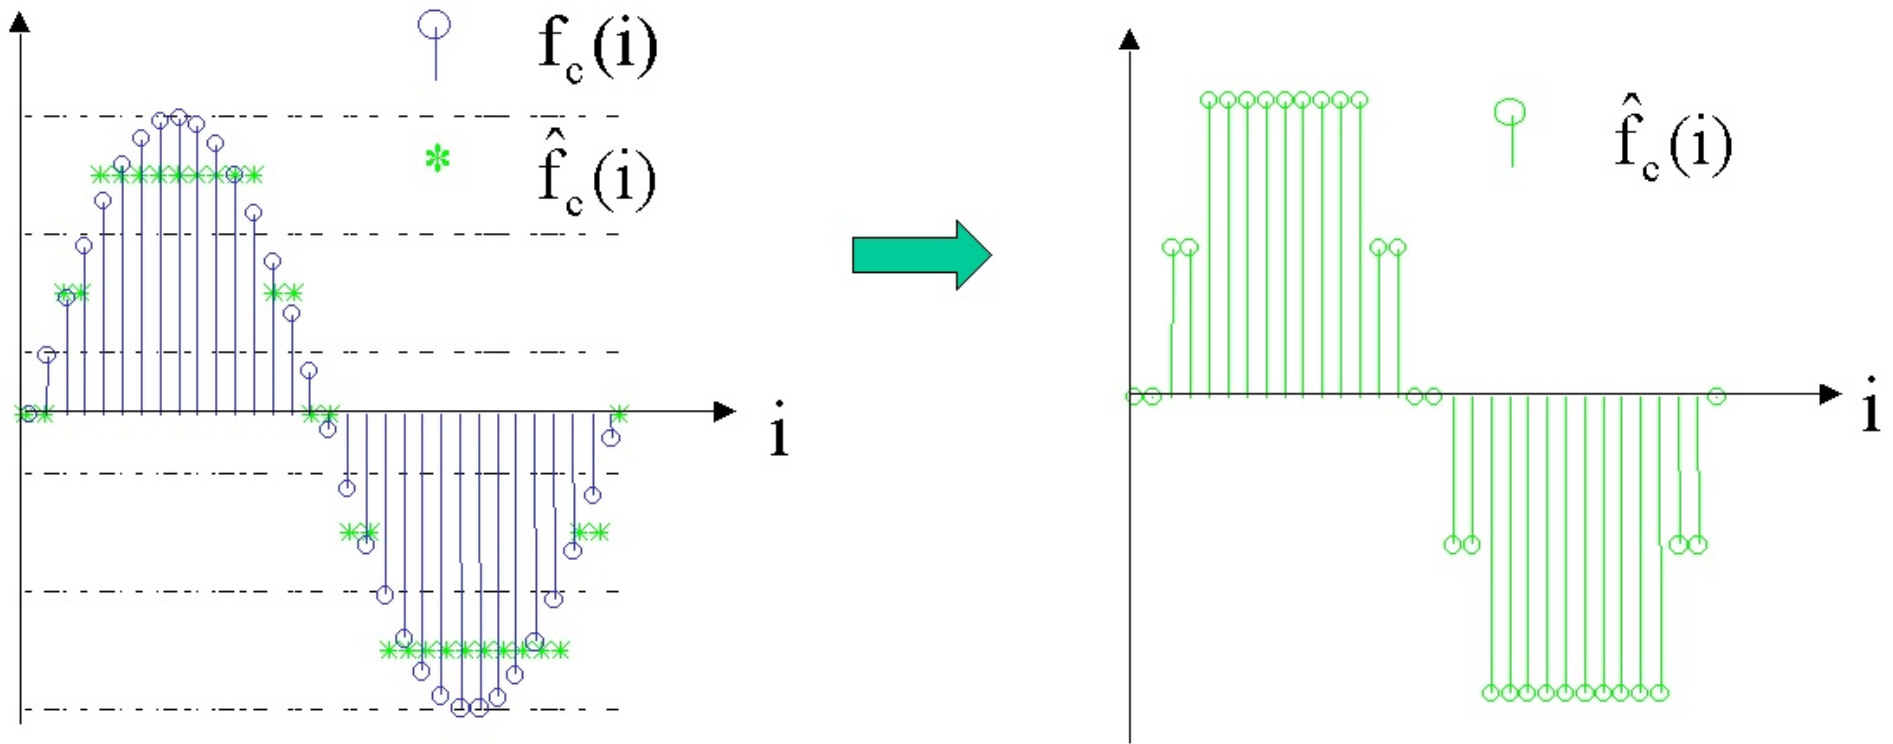 f_c(i)
* f̂_c(i)
i
f̂_c(i)
i